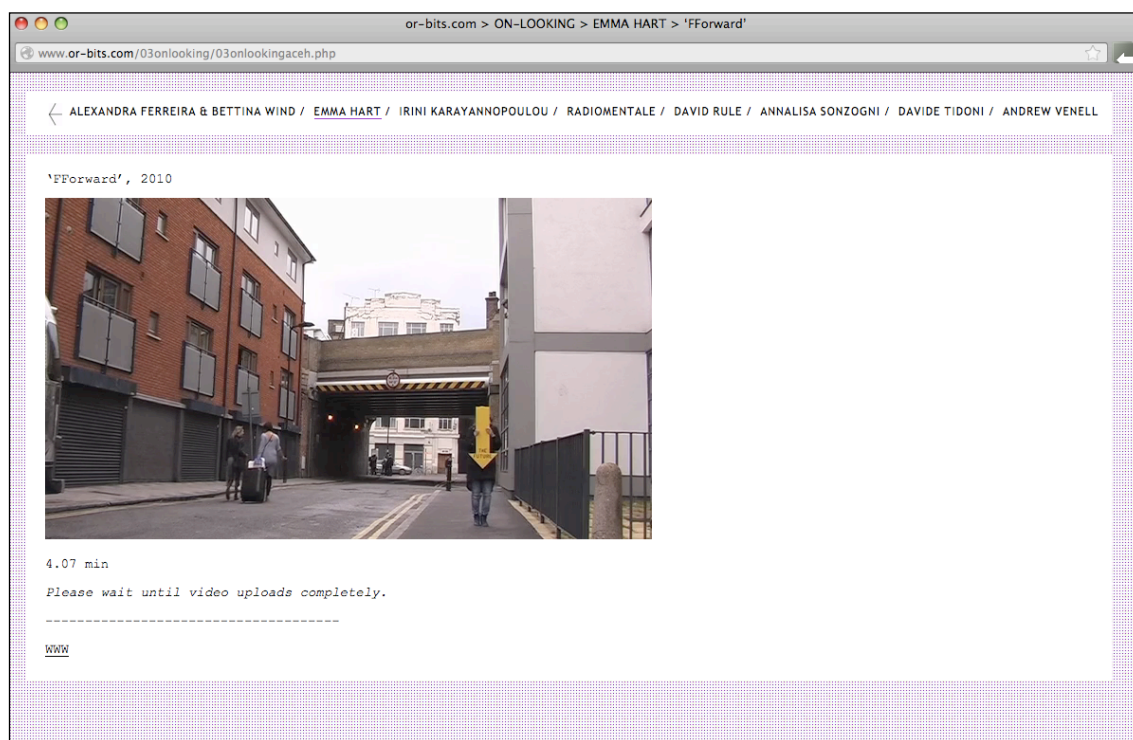 or-bits.com > ON-LOOKING > EMMA HART > 'FForward'
www.or-bits.com/03onlooking/03onlookingaceh.php
ALEXANDRA FERREIRA & BETTINA WIND / EMMA HART / IRINI KARAYANNOPOULOU / RADIOMENTALE / DAVID RULE / ANNALISA SONZOGNI / DAVIDE TIDONI / ANDREW VENELL
‘FForward’, 2010
THE
FUTURE
4.07 min
Please wait until video uploads completely.
-------------------------------------
WWW